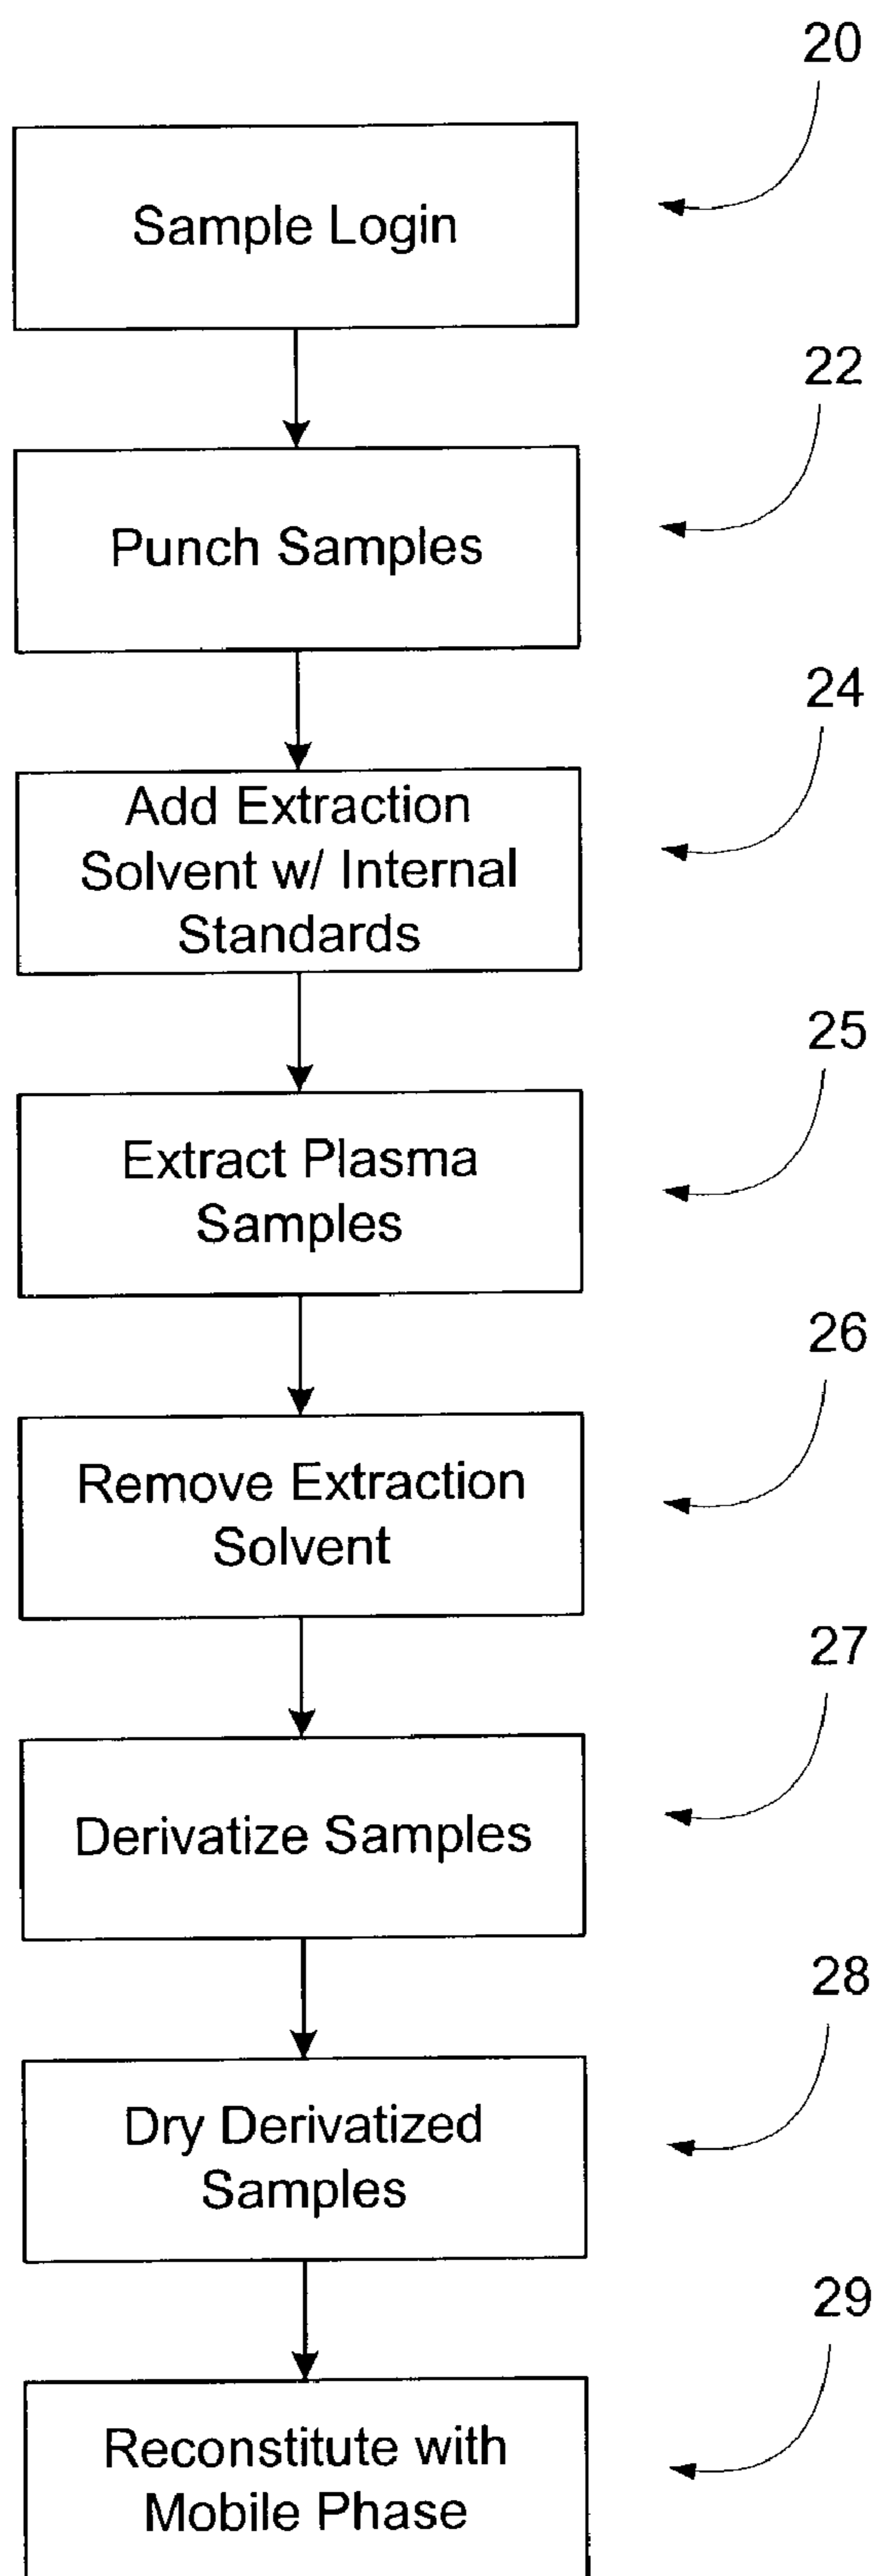 20
Sample Login
22
Punch Samples
24
Add Extraction
Solvent w/ Internal
Standards
25
Extract Plasma
Samples
26
Remove Extraction
Solvent
27
Derivatize Samples
28
Dry Derivatized
Samples
29
Reconstitute with
Mobile Phase